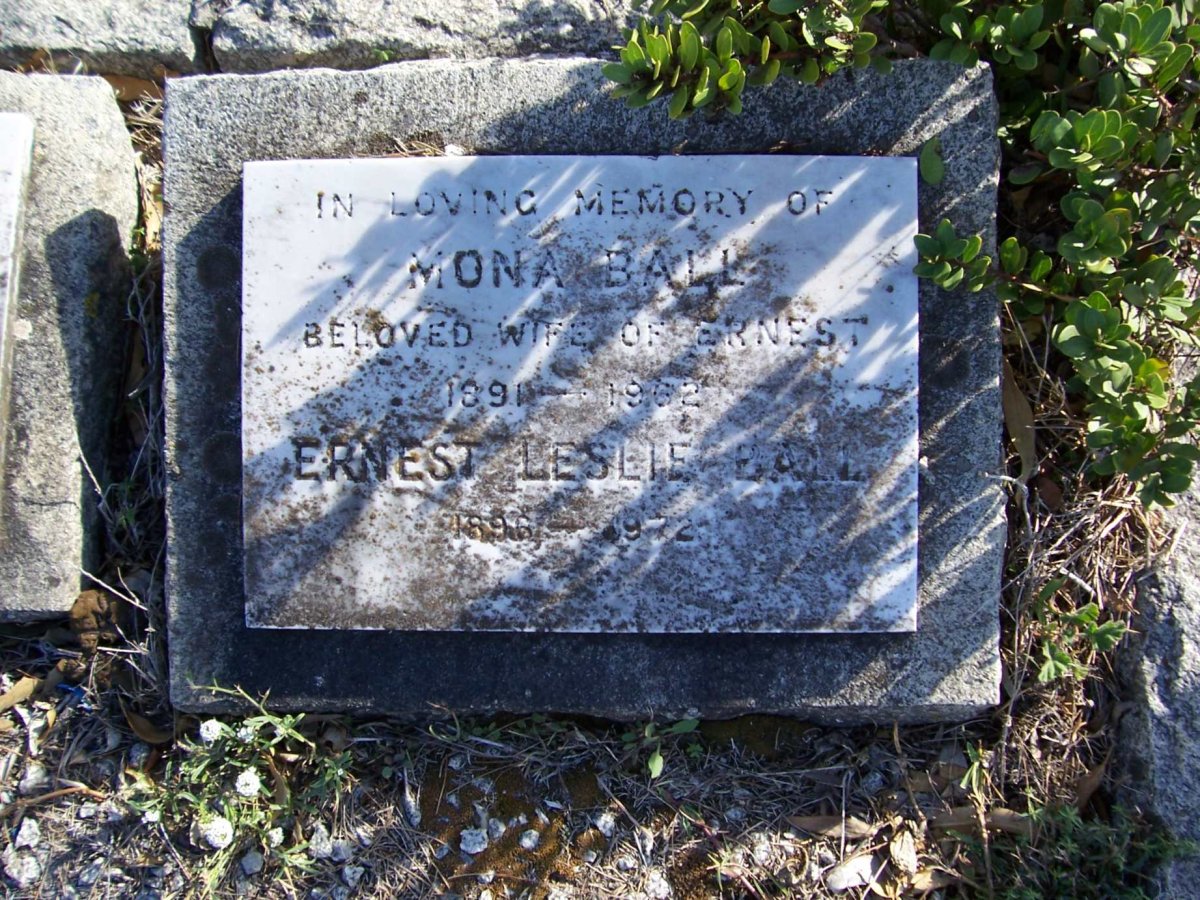 IN LOVING MEMORY OF
MONA BALL
BELOVED WIFE OF ERNEST
1891 — 1962
ERNEST LESLIE BALL
1896 — 1972